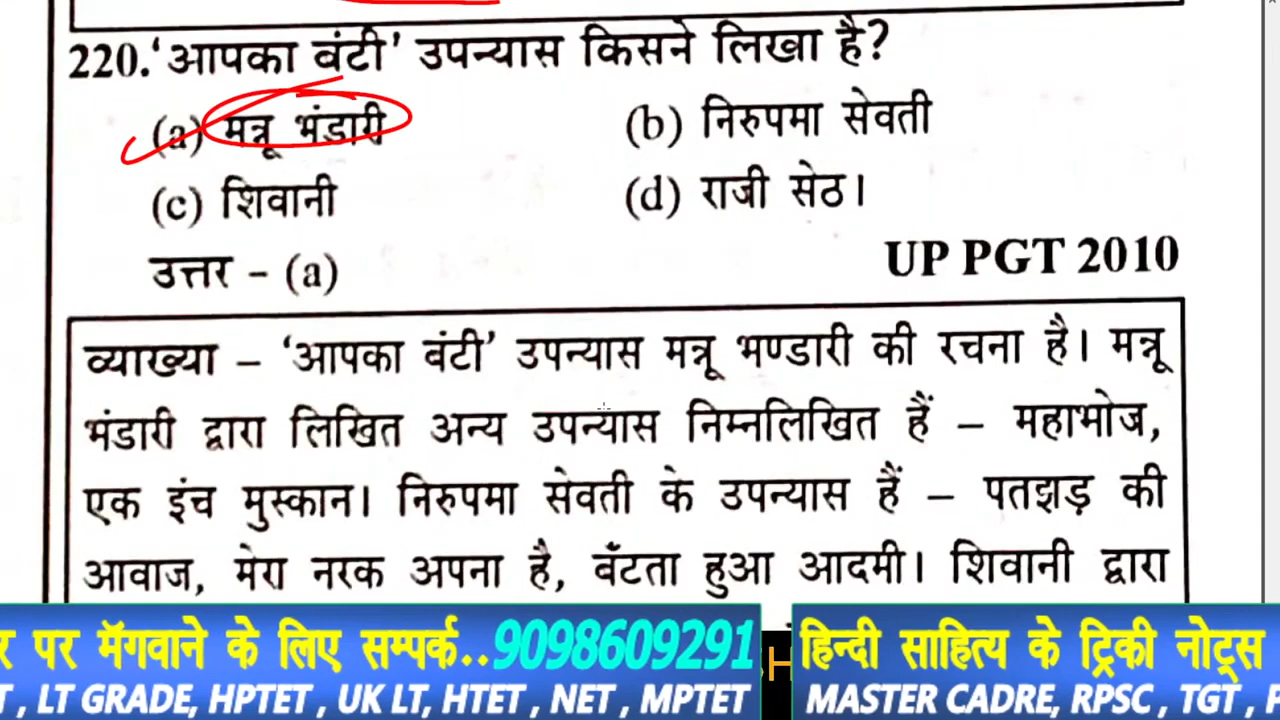 220.‘आपका बंटी’ उपन्यास किसने लिखा है?
(a) मन्नू भंडारी (b) निरुपमा सेवती
(c) शिवानी (d) राजी सेठ।
उत्तर – (a) UP PGT 2010
व्याख्या – ‘आपका बंटी’ उपन्यास मन्नू भण्डारी की रचना है। मन्नू
भंडारी द्वारा लिखित अन्य उपन्यास निम्नलिखित हैं – महाभोज,
एक इंच मुस्कान। निरुपमा सेवती के उपन्यास हैं – पतझड़ की
आवाज, मेरा नरक अपना है, बँटता हुआ आदमी। शिवानी द्वारा
पर मँगवाने के लिए सम्पर्क..9098609291 हिन्दी साहित्य के ट्रिकी नोट्स
, LT GRADE, HPTET , UK LT, HTET , NET , MPTET MASTER CADRE, RPSC , TGT ,